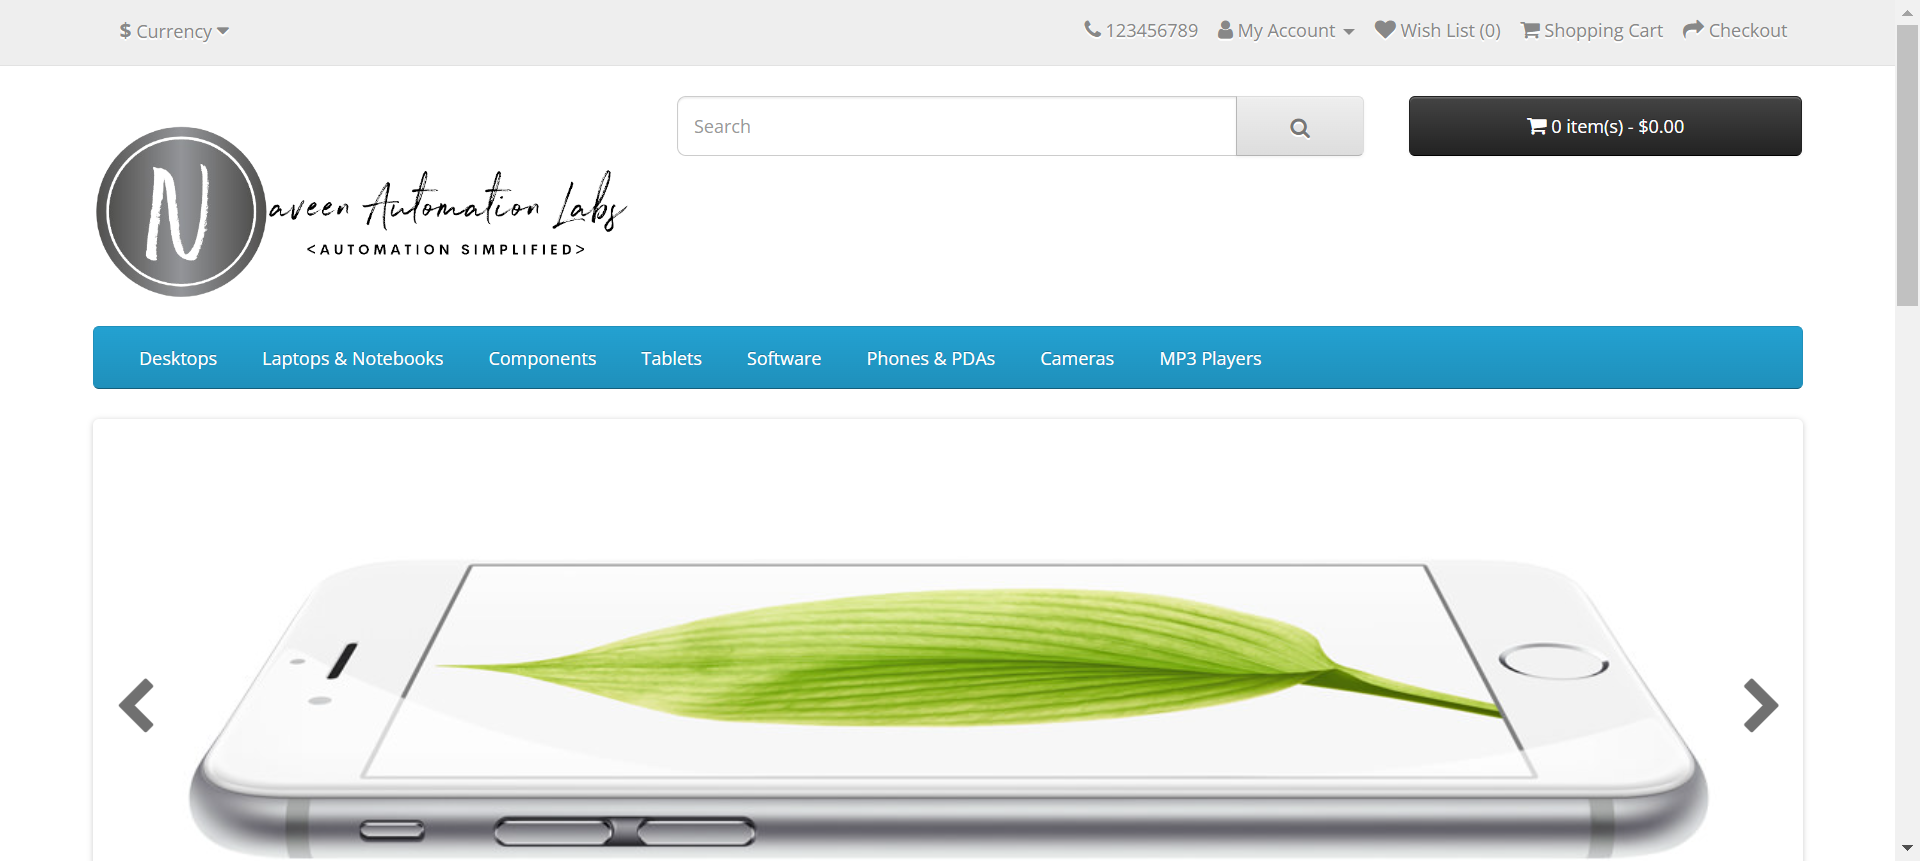 $ Currency
123456789 My Account Wish List (0) Shopping Cart Checkout
Search
0 item(s) - $0.00
Naveen Automation Labs
<AUTOMATION SIMPLIFIED>
Desktops Laptops & Notebooks Components Tablets Software Phones & PDAs Cameras MP3 Players